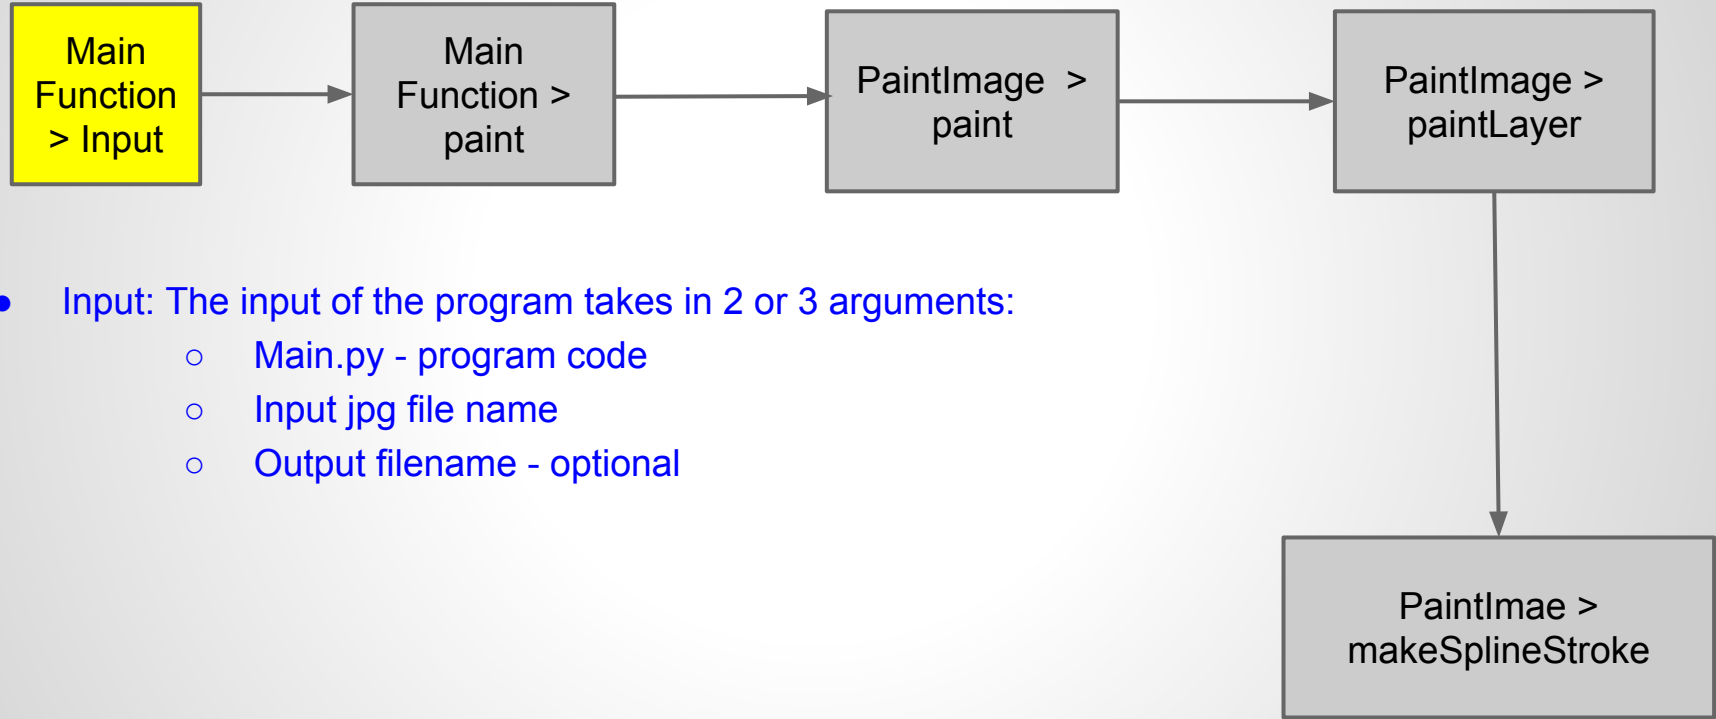 Main
Function
> Input
Main
Function >
paint
PaintImage >
paint
PaintImage >
paintLayer
● Input: The input of the program takes in 2 or 3 arguments:
○ Main.py - program code
○ Input jpg file name
○ Output filename - optional
PaintImae >
makeSplineStroke